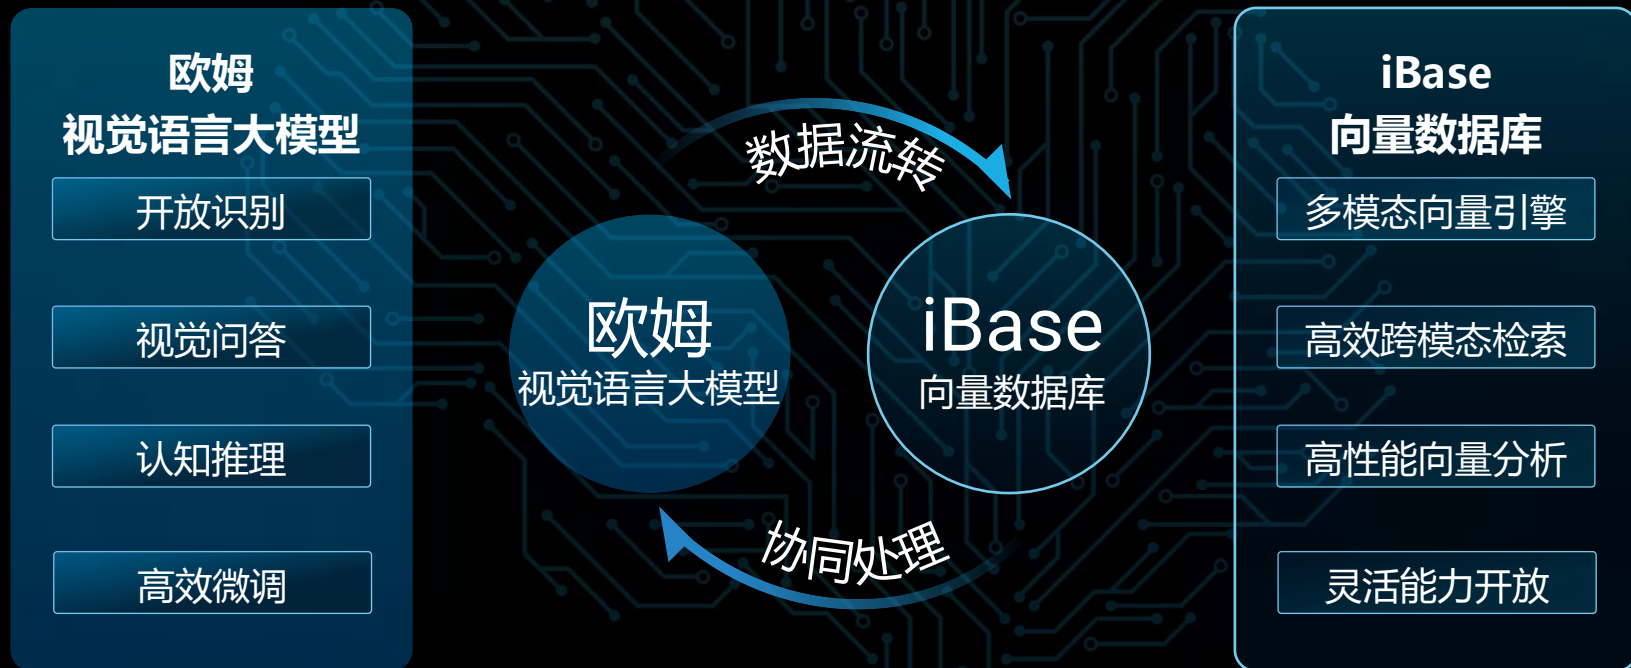 欧姆
视觉语言大模型
开放识别
视觉问答
认知推理
高效微调
数据流转
欧姆
视觉语言大模型
iBase
向量数据库
协同处理
iBase
向量数据库
多模态向量引擎
高效跨模态检索
高性能向量分析
灵活能力开放